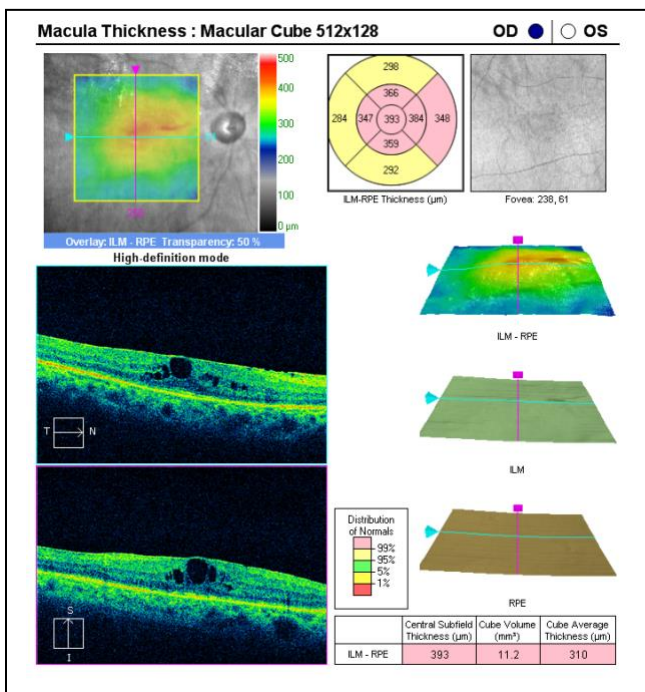 Macula Thickness : Macular Cube 512x128
OD OS
500
400
300
200
100
0 µm
Overlay: ILM - RPE Transparency: 50 %
298
366
284 347 393 384 348
359
292
ILM-RPE Thickness (µm)
Fovea: 238, 61
High-definition mode
ILM - RPE
T N
ILM
Distribution
of Normals
99%
95%
5%
1%
RPE
S
I
Central Subfield Thickness (µm)
Cube Volume (mm³)
Cube Average Thickness (µm)
ILM - RPE 393 11.2 310